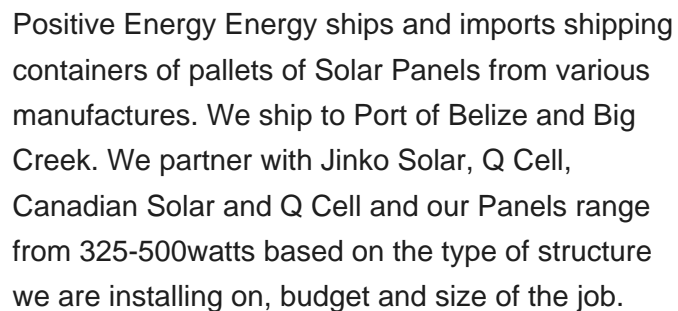 Positive Energy Energy ships and imports shipping
containers of pallets of Solar Panels from various
manufactures. We ship to Port of Belize and Big
Creek. We partner with Jinko Solar, Q Cell,
Canadian Solar and Q Cell and our Panels range
from 325-500watts based on the type of structure
we are installing on, budget and size of the job.